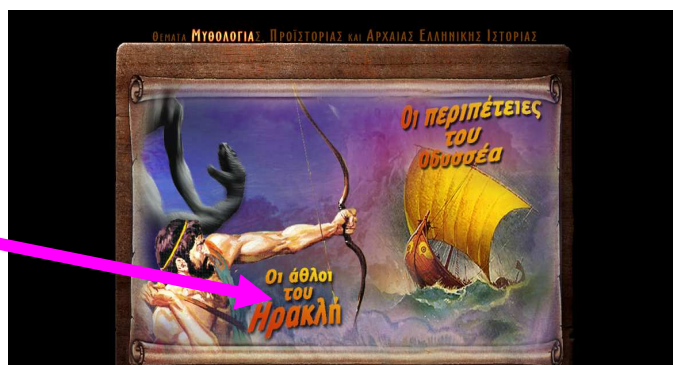 Θεματα Μυθολογιας, Προϊστοριας και Αρχαιας Ελληνικης Ιστοριας
Οι περιπέτειες
του
Οδυσσέα
Οι άθλοι
του
Ηρακλή